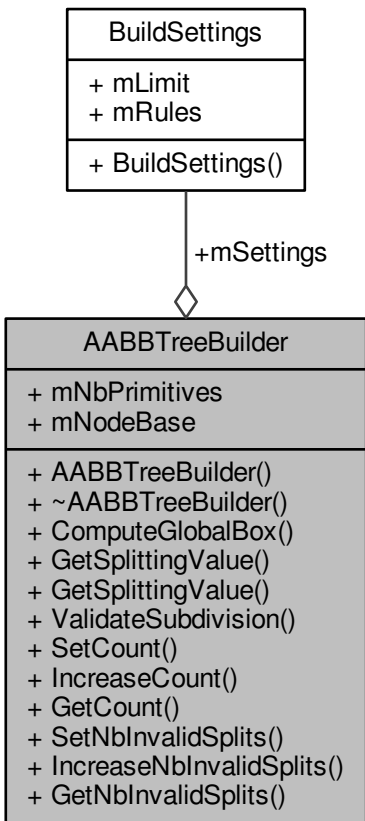 BuildSettings
+ mLimit
+ mRules
+ BuildSettings()
+mSettings
AABBTreeBuilder
+ mNbPrimitives
+ mNodeBase
+ AABBTreeBuilder()
+ ~AABBTreeBuilder()
+ ComputeGlobalBox()
+ GetSplittingValue()
+ GetSplittingValue()
+ ValidateSubdivision()
+ SetCount()
+ IncreaseCount()
+ GetCount()
+ SetNbInvalidSplits()
+ IncreaseNbInvalidSplits()
+ GetNbInvalidSplits()